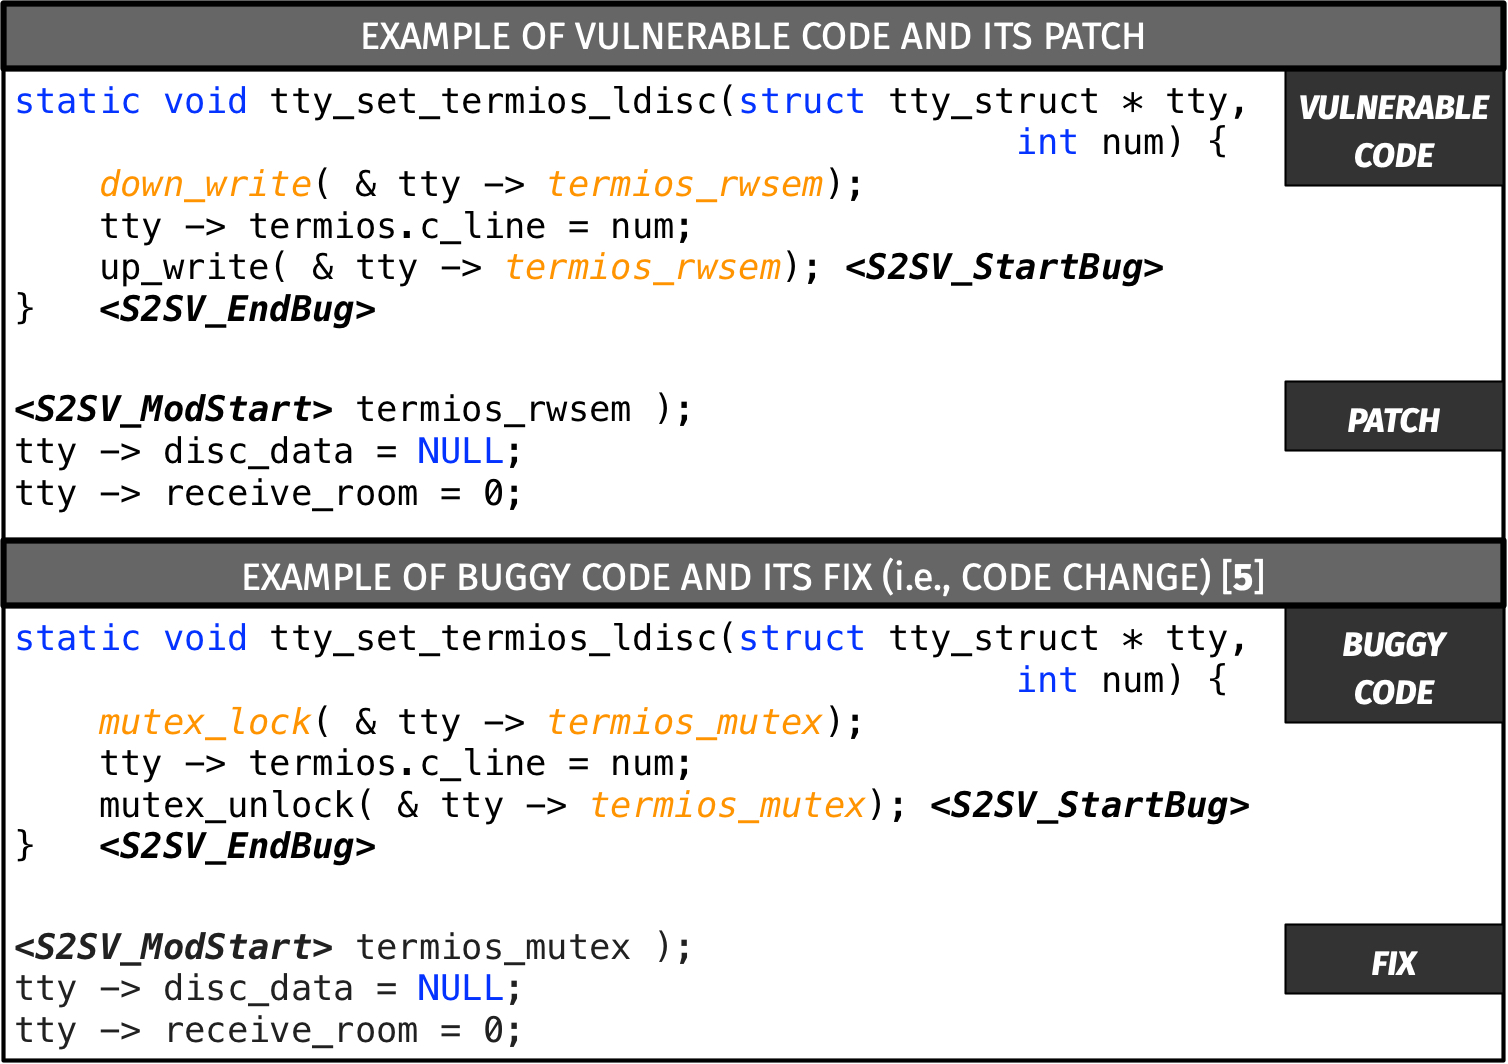 EXAMPLE OF VULNERABLE CODE AND ITS PATCH
static void tty_set_termios_ldisc(struct tty_struct * tty,
int num) {
VULNERABLE
CODE
down_write( & tty -> termios_rwsem);
tty -> termios.c_line = num;
up_write( & tty -> termios_rwsem); <S2SV_StartBug>
} <S2SV_EndBug>
<S2SV_ModStart> termios_rwsem );
PATCH
tty -> disc_data = NULL;
tty -> receive_room = 0;
EXAMPLE OF BUGGY CODE AND ITS FIX (i.e., CODE CHANGE) [5]
static void tty_set_termios_ldisc(struct tty_struct * tty,
int num) {
BUGGY
CODE
mutex_lock( & tty -> termios_mutex);
tty -> termios.c_line = num;
mutex_unlock( & tty -> termios_mutex); <S2SV_StartBug>
} <S2SV_EndBug>
<S2SV_ModStart> termios_mutex );
FIX
tty -> disc_data = NULL;
tty -> receive_room = 0;